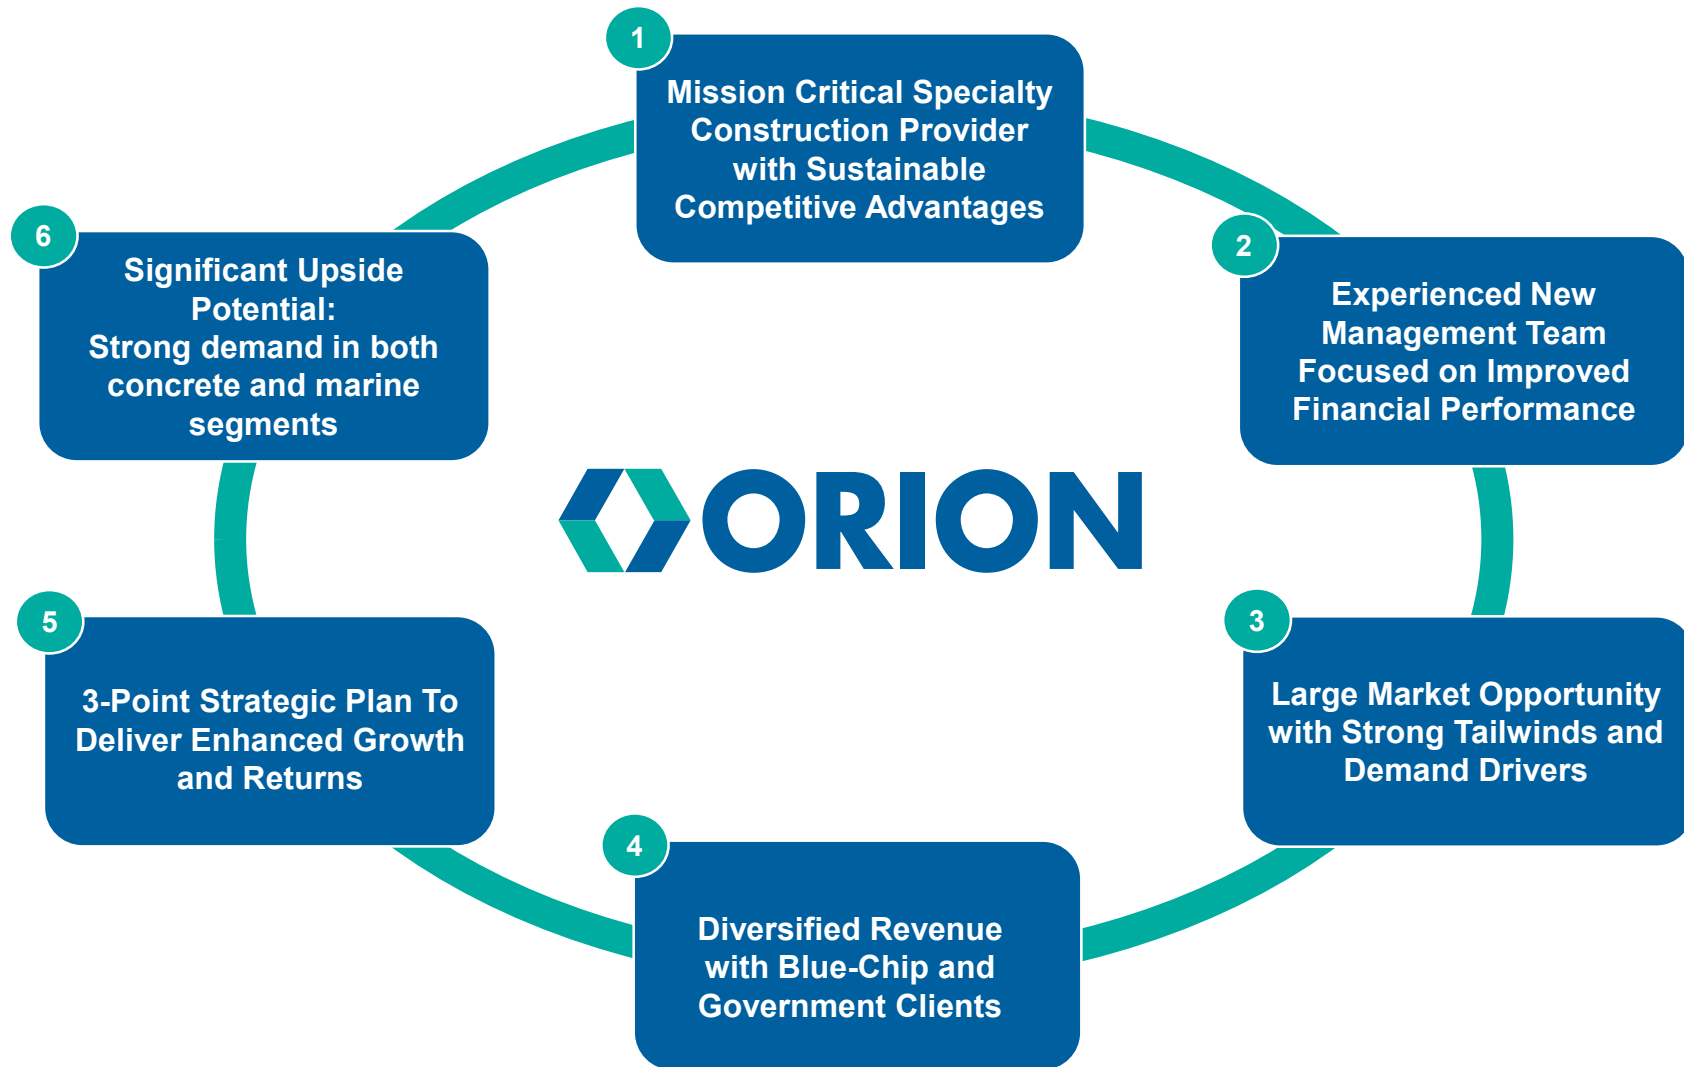 1
Mission Critical Specialty
Construction Provider
with Sustainable
Competitive Advantages
2
Experienced New
Management Team
Focused on Improved
Financial Performance
3
Large Market Opportunity
with Strong Tailwinds and
Demand Drivers
4
Diversified Revenue
with Blue-Chip and
Government Clients
5
3-Point Strategic Plan To
Deliver Enhanced Growth
and Returns
6
Significant Upside
Potential:
Strong demand in both
concrete and marine
segments
ORION